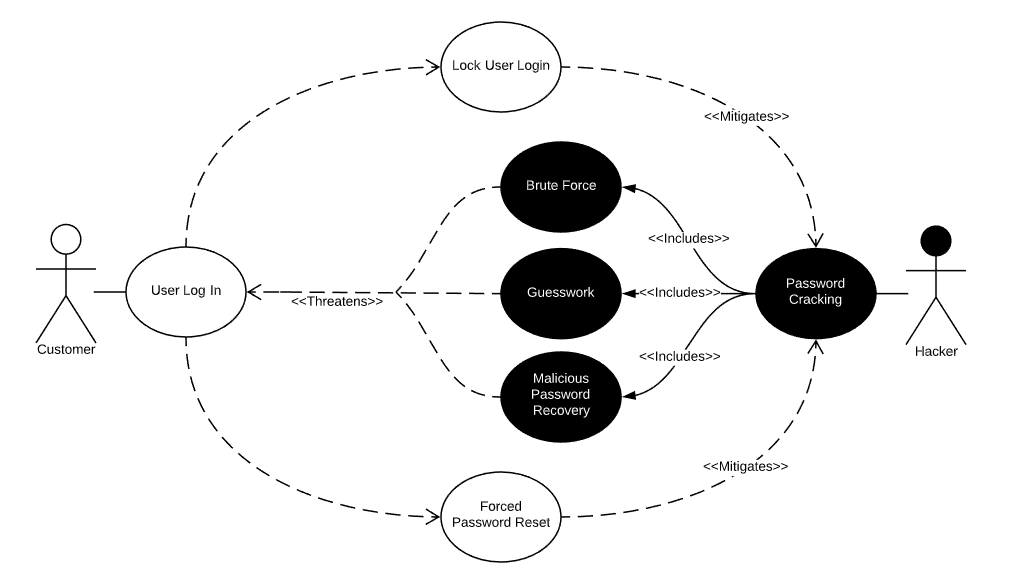 Lock User Login
<<Mitigates>>
Brute Force
<<Includes>>
User Log In
<<Threatens>>
Guesswork
<<Includes>>
Password
Cracking
Customer
Hacker
<<Includes>>
Malicious
Password
Recovery
<<Mitigates>>
Forced
Password Reset